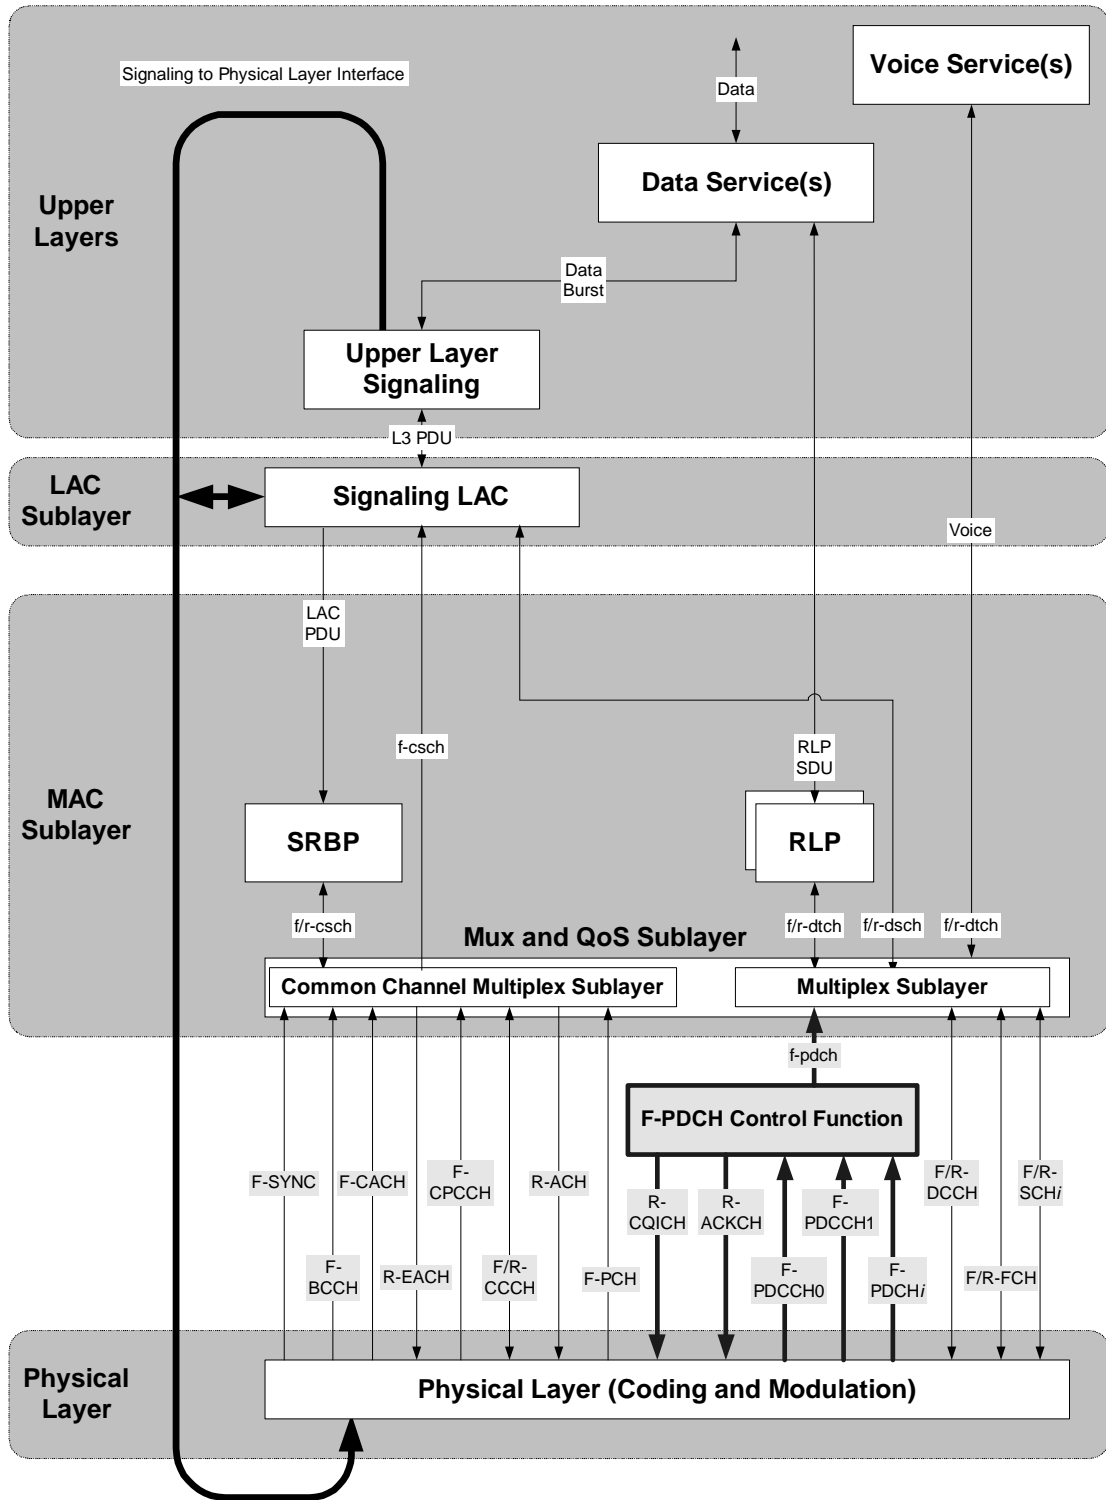 Signaling to Physical Layer Interface
Voice Service(s)
Data
Data Service(s)
Upper
Layers
Data
Burst
Upper Layer
Signaling
L3 PDU
LAC
Sublayer
Signaling LAC
Voice
LAC
PDU
f-csch
RLP
SDU
MAC
Sublayer
SRBP
RLP
f/r-csch
f/r-dtch
f/r-dsch
f/r-dtch
Mux and QoS Sublayer
Common Channel Multiplex Sublayer
Multiplex Sublayer
f-pdch
F-PDCH Control Function
F-SYNC
F-CACH
F-
CPCCH
R-ACH
R-
CQICH
R-
ACKCH
F-
PDCCH1
F/R-
DCCH
F/R-
SCHi
F-
BCCH
R-EACH
F/R-
CCCH
F-PCH
F-
PDCCH0
F-
PDCHi
F/R-FCH
Physical
Layer
Physical Layer (Coding and Modulation)